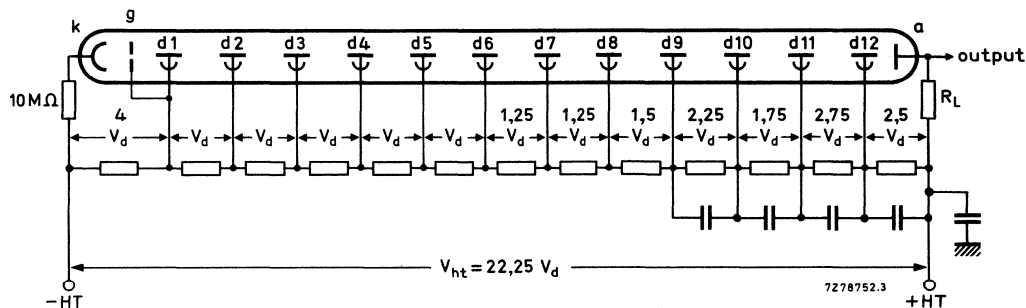 k g d1 d2 d3 d4 d5 d6 d7 d8 d9 d10 d11 d12 a
output
10MΩ
R_L
4 1,25 1,25 1,5 2,25 1,75 2,75 2,5
V_d V_d V_d V_d V_d V_d V_d V_d V_d V_d V_d V_d V_d
V_ht = 22,25 V_d
7Z78752.3
-HT +HT